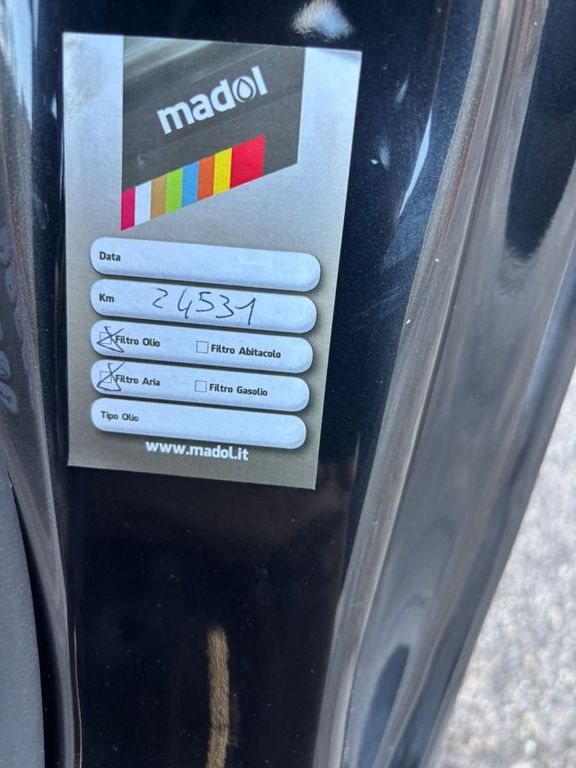 madol
Data
Km 24531
Filtro Olio Filtro Abitacolo
Filtro Aria Filtro Gasolio
Tipo Olio
www.madol.it